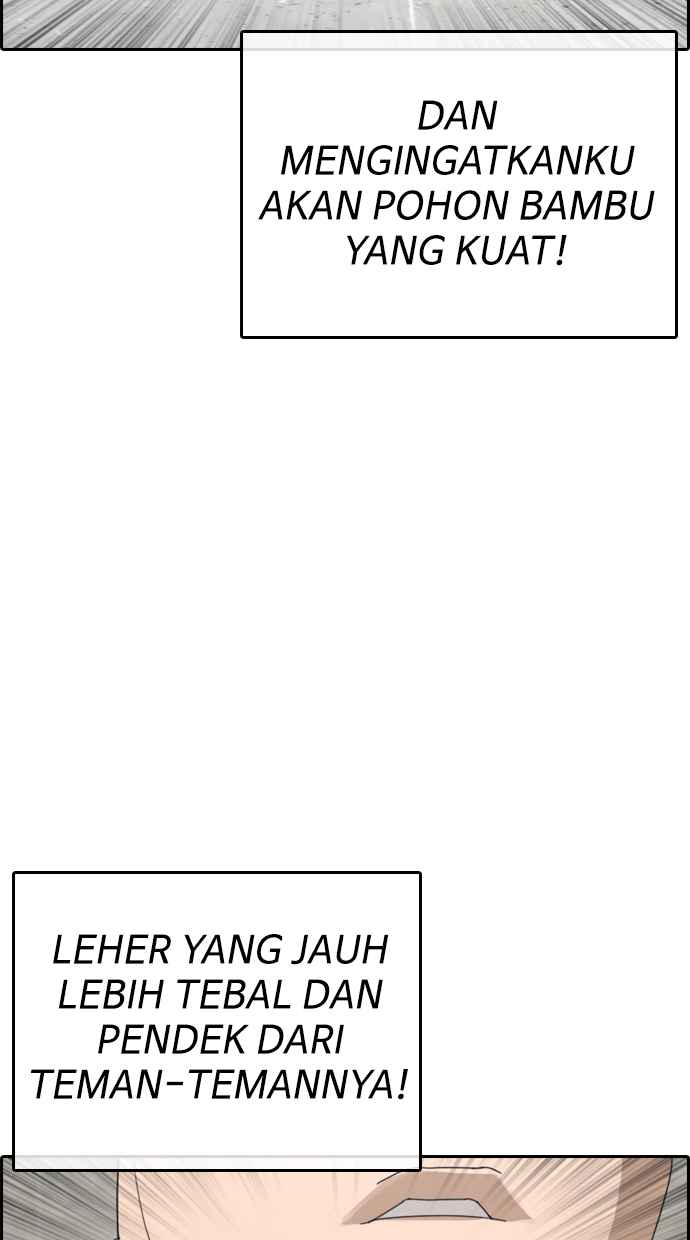 DAN
MENGINGATKANKU
AKAN POHON BAMBU
YANG KUAT!
LEHER YANG JAUH
LEBIH TEBAL DAN
PENDEK DARI
TEMAN-TEMANNYA!